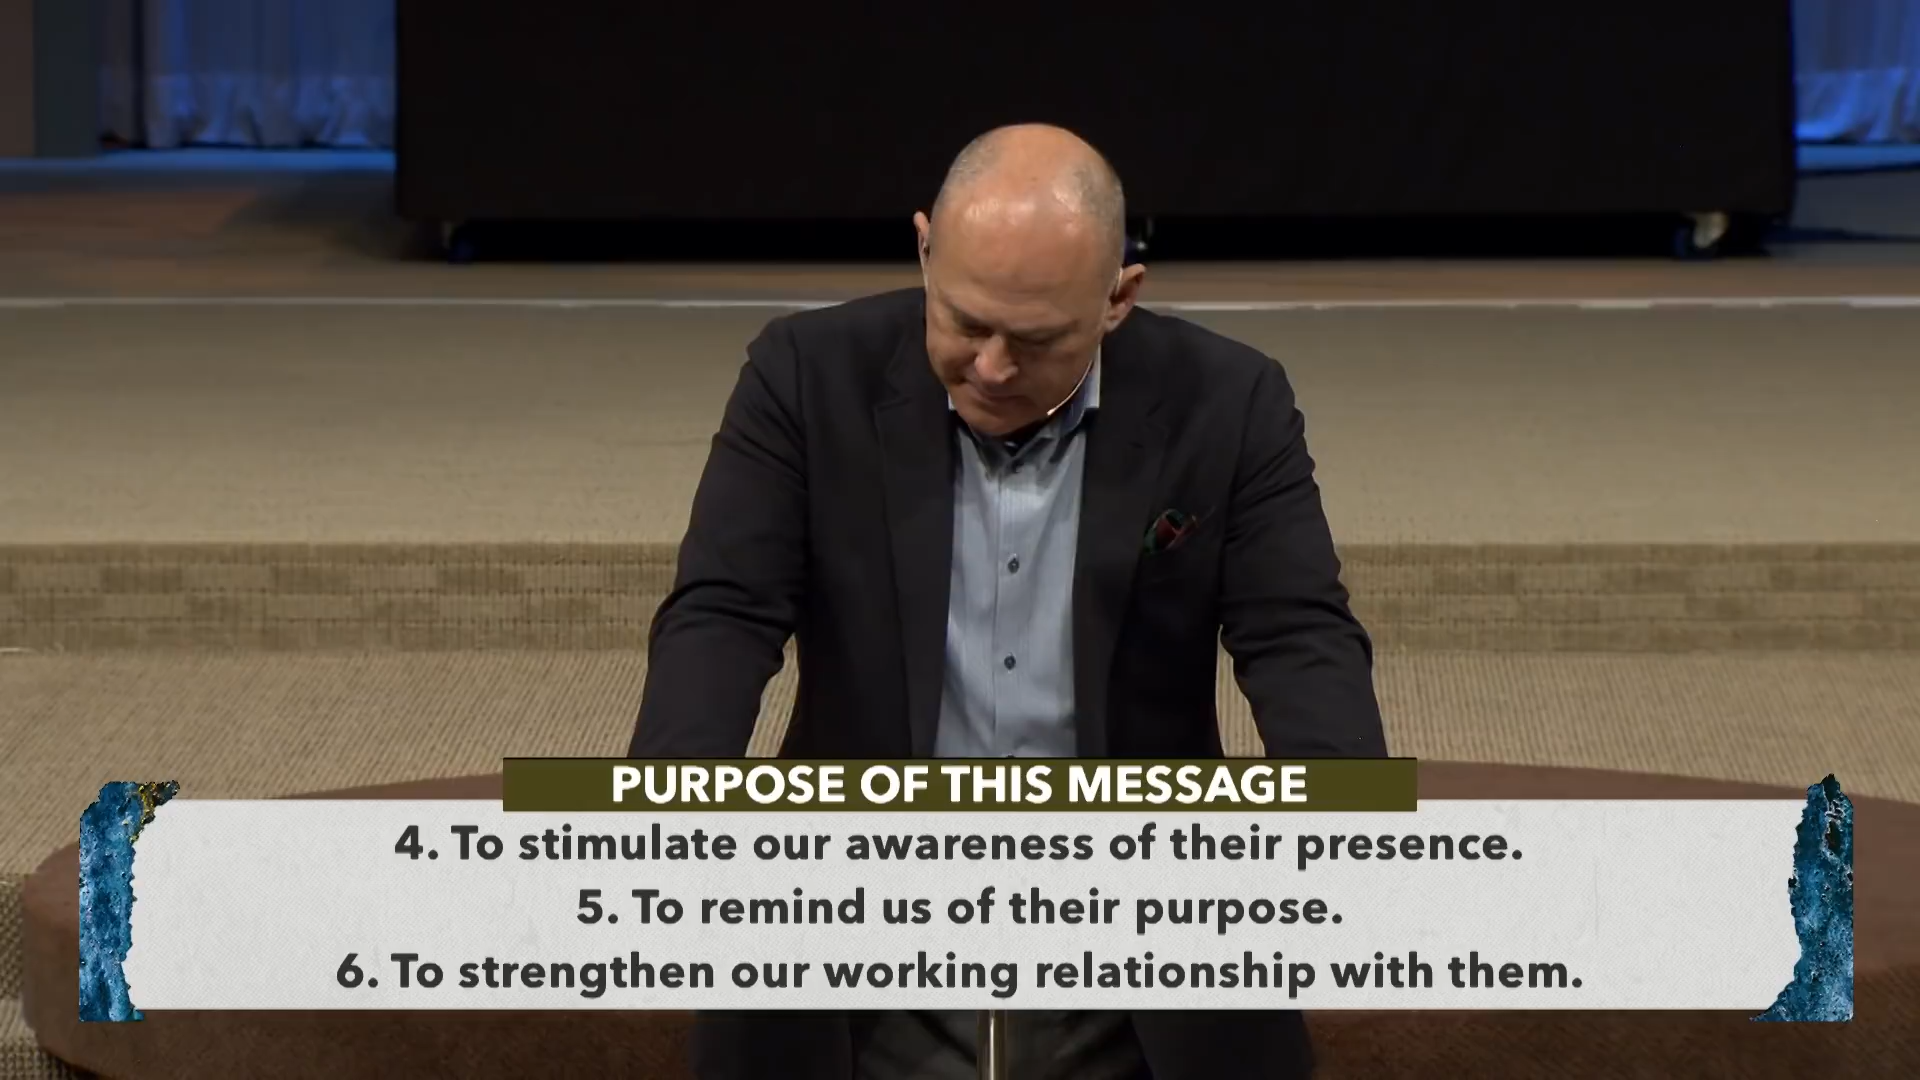 PURPOSE OF THIS MESSAGE
4. To stimulate our awareness of their presence.
5. To remind us of their purpose.
6. To strengthen our working relationship with them.